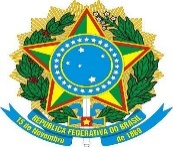 REPÚBLICA FEDERATIVA DO BRASIL
15 de Novembro
de 1889